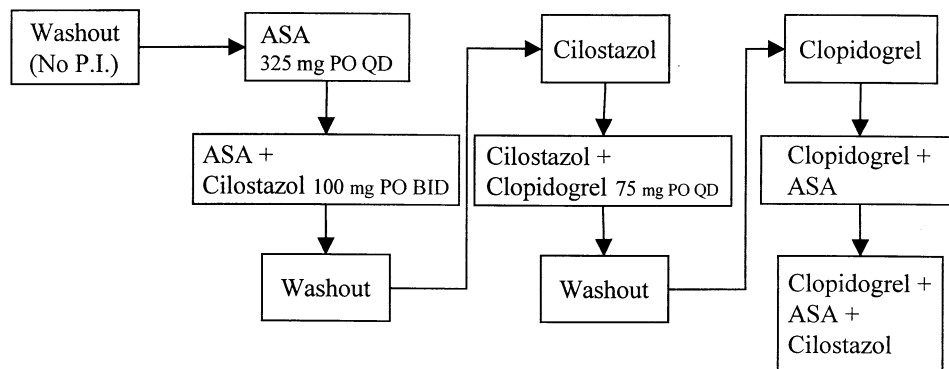 Washout
(No P.I.)
ASA
325 mg PO QD
ASA +
Cilostazol 100 mg PO BID
Washout
Cilostazol
Cilostazol +
Clopidogrel 75 mg PO QD
Washout
Clopidogrel
Clopidogrel +
ASA
Clopidogrel +
ASA +
Cilostazol